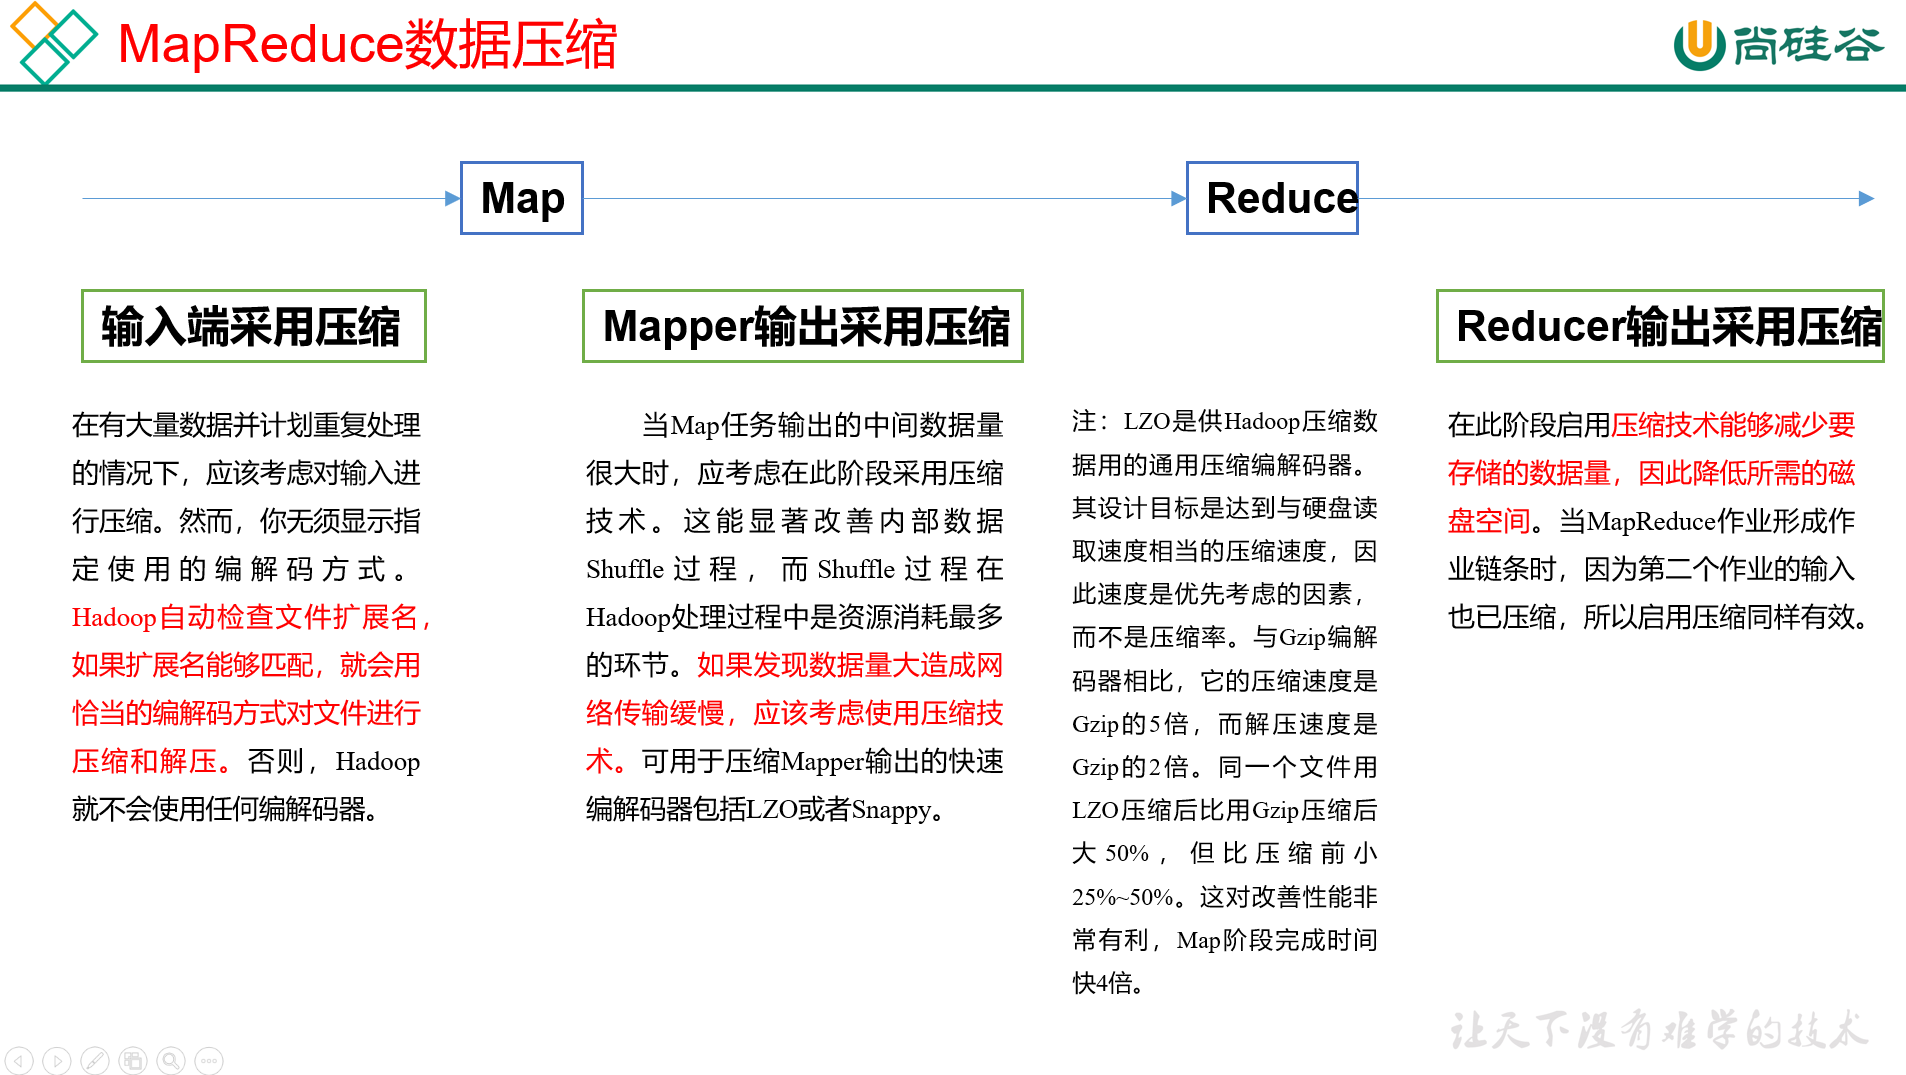 MapReduce数据压缩
尚硅谷
Map
Reduce
输入端采用压缩
Mapper输出采用压缩
Reducer输出采用压缩
在有大量数据并计划重复处理
的情况下，应该考虑对输入进
行压缩。然而，你无须显示指
定使用的编解码方式。
Hadoop自动检查文件扩展名，
如果扩展名能够匹配，就会用
恰当的编解码方式对文件进行
压缩和解压。否则，Hadoop
就不会使用任何编解码器。
当Map任务输出的中间数据量
很大时，应考虑在此阶段采用压缩
技术。这能显著改善内部数据
Shuffle过程，而Shuffle过程在
Hadoop处理过程中是资源消耗最多
的环节。如果发现数据量大造成网
络传输缓慢，应该考虑使用压缩技
术。可用于压缩Mapper输出的快速
编解码器包括LZO或者Snappy。
注：LZO是供Hadoop压缩数
据用的通用压缩编解码器。
其设计目标是达到与硬盘读
取速度相当的压缩速度，因
此速度是优先考虑的因素，
而不是压缩率。与Gzip编解
码器相比，它的压缩速度是
Gzip的5倍，而解压速度是
Gzip的2倍。同一个文件用
LZO压缩后比用Gzip压缩后
大50%，但比压缩前小
25%~50%。这对改善性能非
常有利，Map阶段完成时间
快4倍。
在此阶段启用压缩技术能够减少要
存储的数据量，因此降低所需的磁
盘空间。当MapReduce作业形成作
业链条时，因为第二个作业的输入
也已压缩，所以启用压缩同样有效。
让天下没有难学的技术